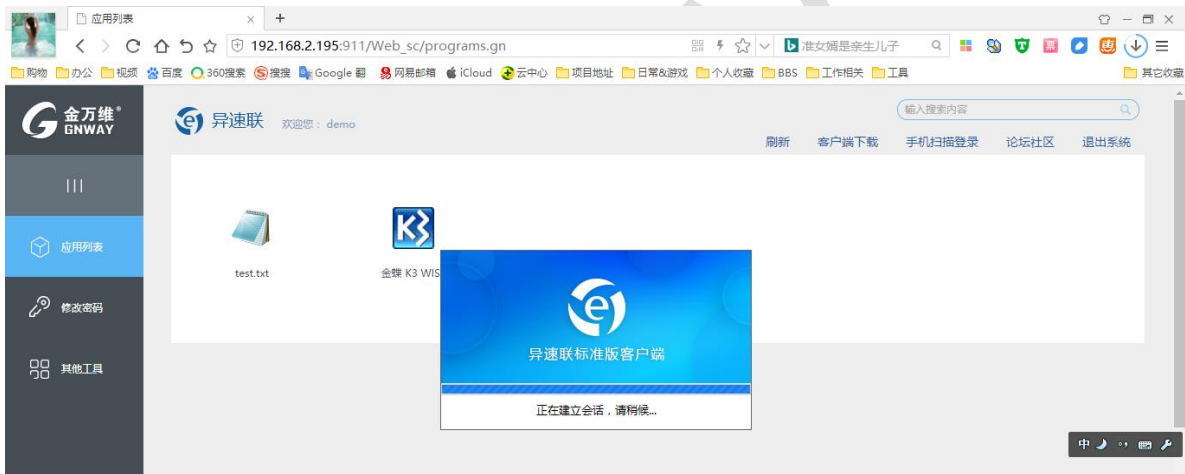 应用列表
192.168.2.195:911/Web_sc/programs.gn
准女婿是亲生儿子
购物 办公 视频 百度 360搜索 搜搜 Google 翻 网易邮箱 iCloud 云中心 项目地址 日常&游戏 个人收藏 BBS 工作相关 工具 其它收藏
金万维®
GNWAY
异速联 欢迎您：demo
输入搜索内容
刷新 客户端下载 手机扫描登录 论坛社区 退出系统
应用列表
修改密码
其他工具
K3
test.txt
金蝶 K3 WIS
异速联标准版客户端
正在建立会话，请稍候...
中